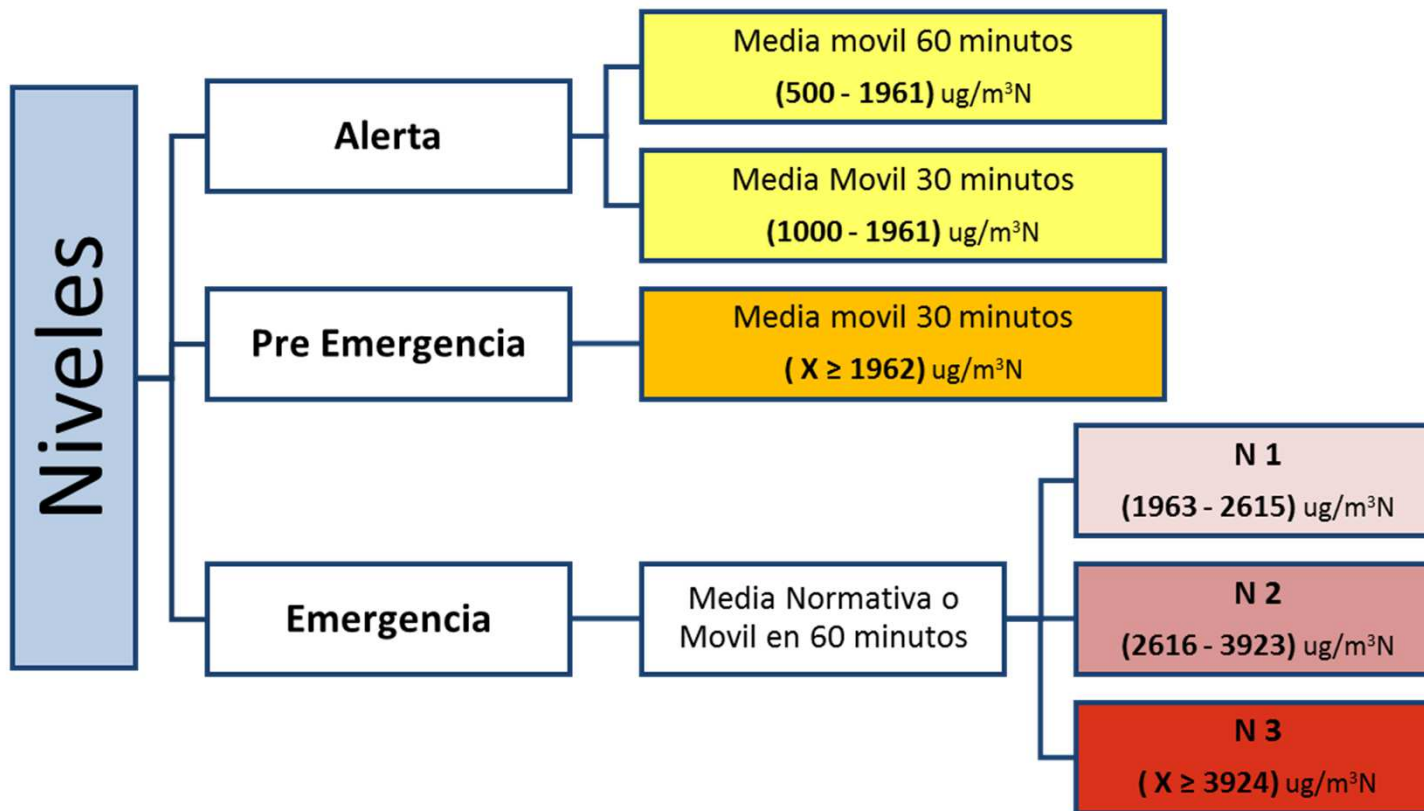 Niveles
Alerta
Media movil 60 minutos
(500 - 1961) ug/m³N
Media Movil 30 minutos
(1000 - 1961) ug/m³N
Pre Emergencia
Media movil 30 minutos
( X ≥ 1962) ug/m³N
Emergencia
Media Normativa o
Movil en 60 minutos
N 1
(1963 - 2615) ug/m³N
N 2
(2616 - 3923) ug/m³N
N 3
( X ≥ 3924) ug/m³N